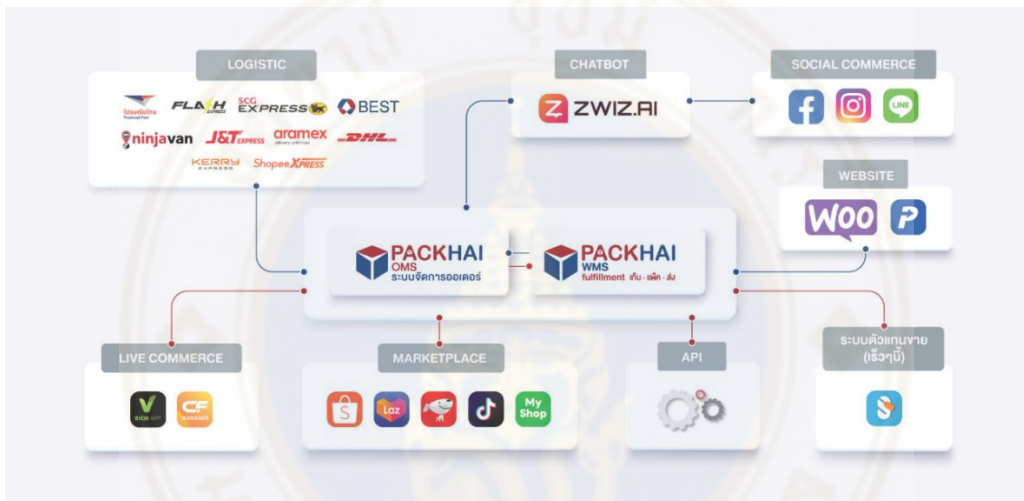 LOGISTIC
ไปรษณีย์ไทย
Thailand Post
FLASH
EXPRESS
SCG
EXPRESS
BEST
ninjavan
J&T EXPRESS
aramex
DHL
KERRY
EXPRESS
Shopee XPRESS
CHATBOT
ZWIZ.AI
SOCIAL COMMERCE
LINE
WEBSITE
WOO
PACKHAI
OMS
ระบบจัดการออเดอร์
PACKHAI
WMS
fulfillment เก็บ - แพ็ค - ส่ง
LIVE COMMERCE
V
RICH APP
CF
MANAGER
MARKETPLACE
S
Laz
My
Shop
API
ระบบตัวแทนขาย
(เร็วๆนี้)